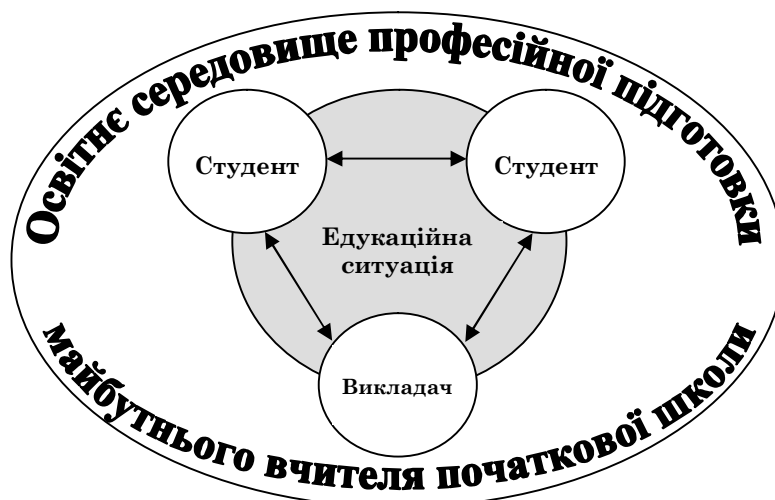 Освітнє середовище професійної підготовки
Студент
Студент
Едукаційна
ситуація
Викладач
майбутнього вчителя початкової школи